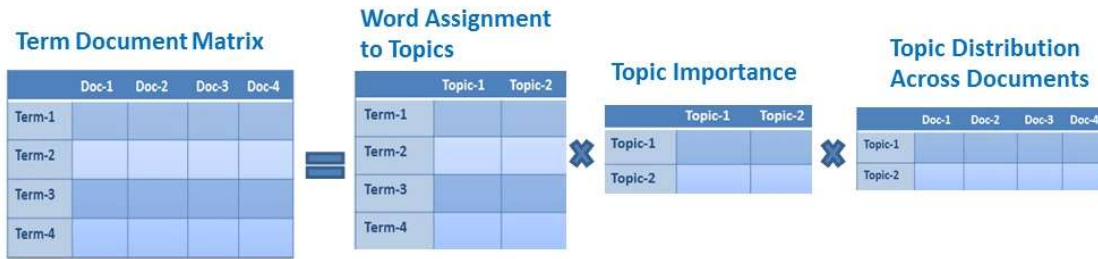 Term Document Matrix
Doc-1 Doc-2 Doc-3 Doc-4
Term-1
Term-2
Term-3
Term-4
Word Assignment
to Topics
Topic-1 Topic-2
Term-1
Term-2
Term-3
Term-4
Topic Importance
Topic-1 Topic-2
Topic-1
Topic-2
Topic Distribution
Across Documents
Doc-1 Doc-2 Doc-3 Doc-4
Topic-1
Topic-2